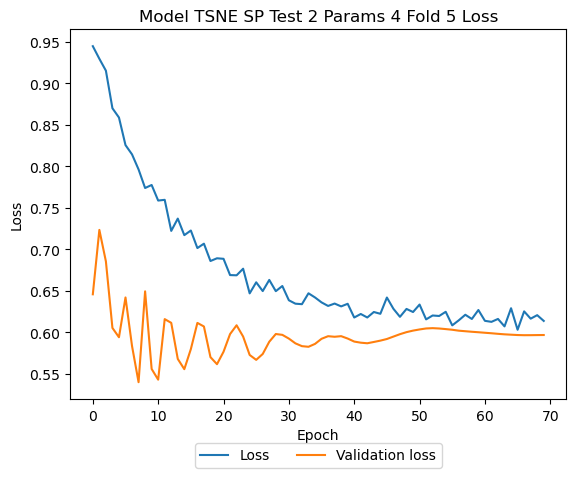 Model TSNE SP Test 2 Params 4 Fold 5 Loss
0.95
0.90
0.85
0.80
0.75
0.70
0.65
0.60
0.55
Loss
0 10 20 30 40 50 60 70
Epoch
Loss Validation loss